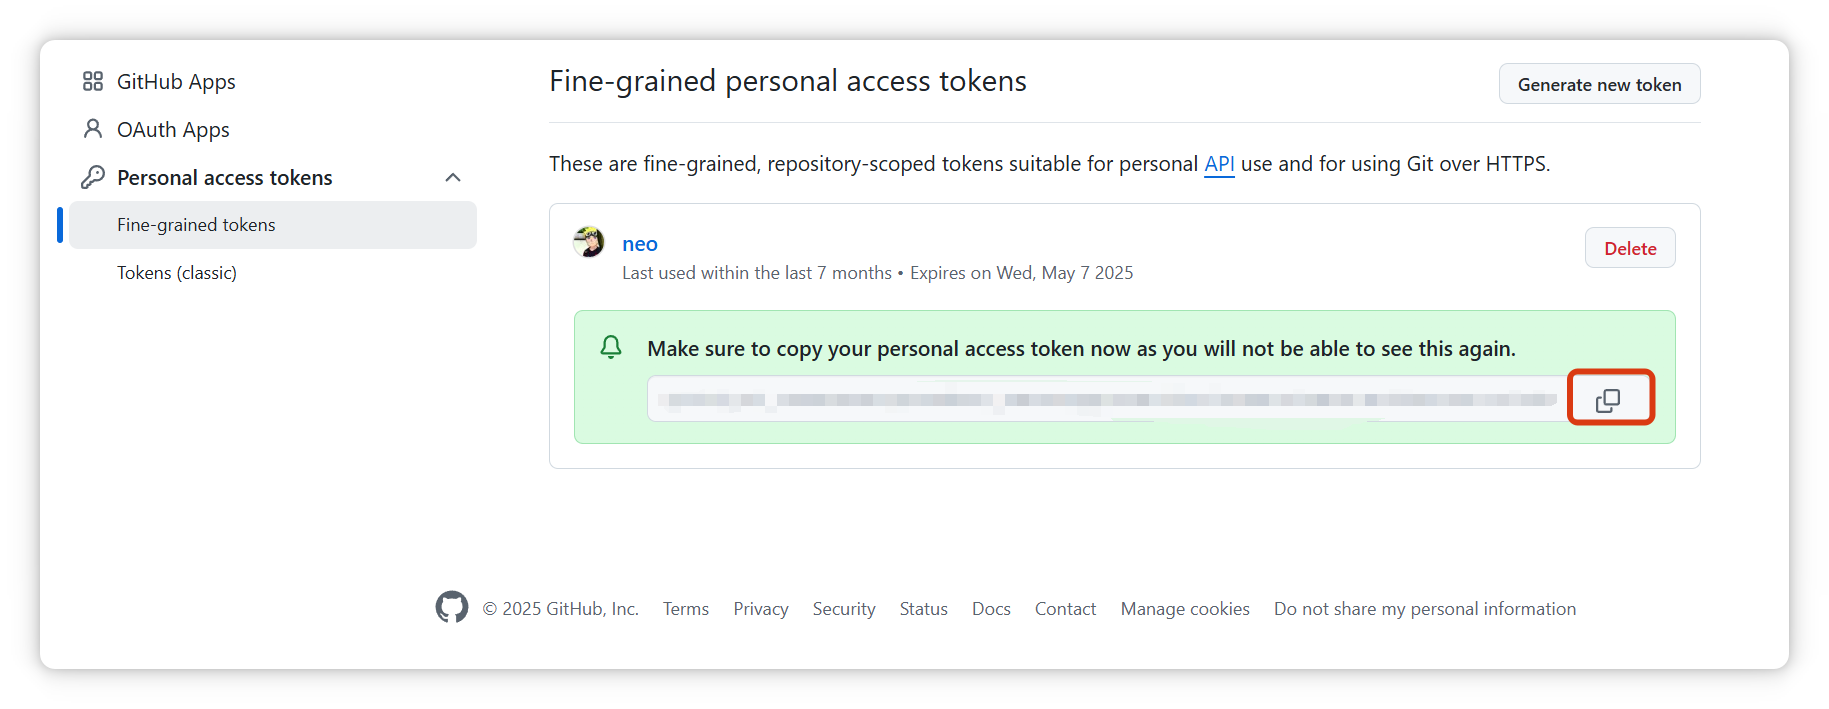 GitHub Apps
OAuth Apps
Personal access tokens
Fine-grained tokens
Tokens (classic)
Fine-grained personal access tokens
Generate new token
These are fine-grained, repository-scoped tokens suitable for personal API use and for using Git over HTTPS.
neo
Delete
Last used within the last 7 months • Expires on Wed, May 7 2025
Make sure to copy your personal access token now as you will not be able to see this again.
© 2025 GitHub, Inc. Terms Privacy Security Status Docs Contact Manage cookies Do not share my personal information